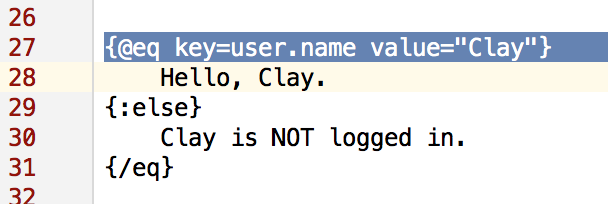 26
27 {@eq key=user.name value="Clay"}
28     Hello, Clay.
29 {:else}
30     Clay is NOT logged in.
31 {/eq}
32